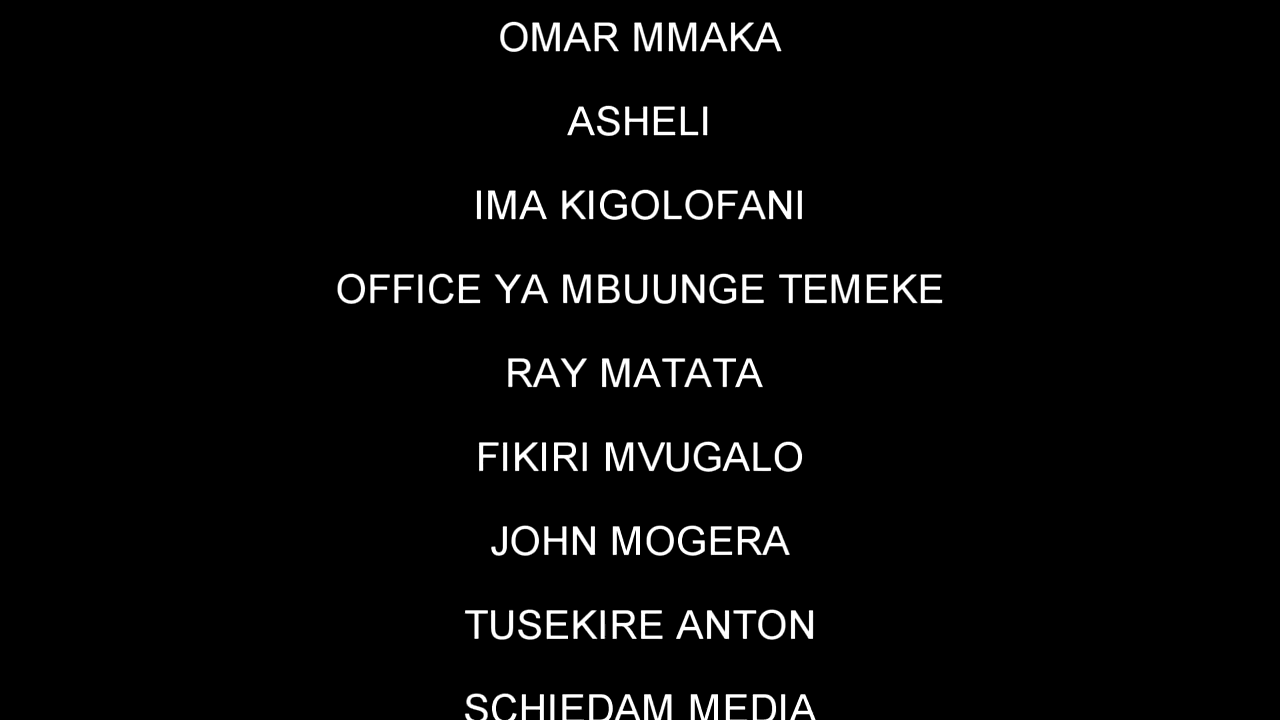 OMAR MMAKA
ASHELI
IMA KIGOLOFANI
OFFICE YA MBUUNGE TEMEKE
RAY MATATA
FIKIRI MVUGALO
JOHN MOGERA
TUSEKIRE ANTON
SCHIEDAM MEDIA